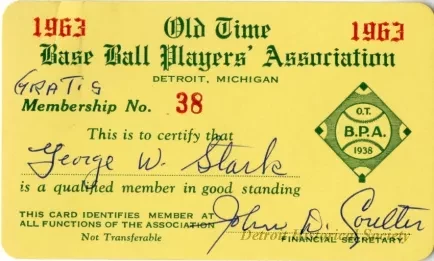 1963 Old Time 1963
Base Ball Players' Association
DETROIT, MICHIGAN
GRATIS
Membership No. 38
This is to certify that
George W. Stark
is a qualified member in good standing
O.T.
B.P.A.
1938
THIS CARD IDENTIFIES MEMBER AT
ALL FUNCTIONS OF THE ASSOCIATION
Not Transferable
John D. Coulter
Detroit Historical Society
FINANCIAL SECRETARY